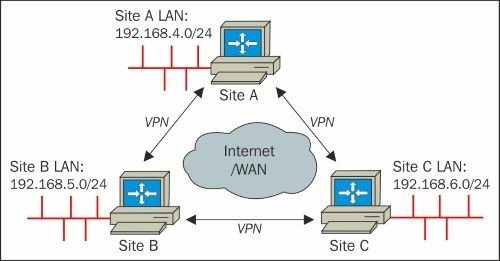 Site A LAN:
192.168.4.0/24
Site A
VPN
VPN
Internet
/WAN
Site B LAN:
192.168.5.0/24
Site C LAN:
192.168.6.0/24
VPN
Site B
Site C